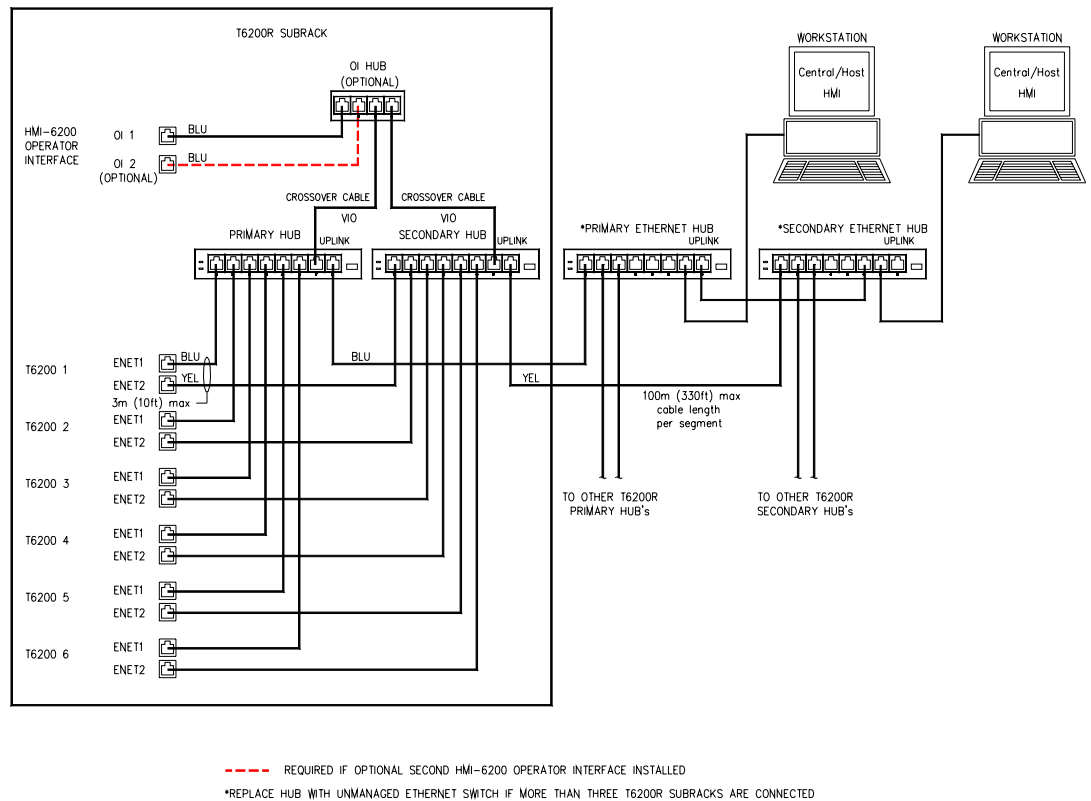 T6200R SUBRACK
OI HUB
(OPTIONAL)
HMI-6200
OPERATOR
INTERFACE
OI 1
BLU
OI 2
(OPTIONAL)
BLU
CROSSOVER CABLE
VIO
CROSSOVER CABLE
VIO
PRIMARY HUB
UPLINK
SECONDARY HUB
UPLINK
*PRIMARY ETHERNET HUB
UPLINK
*SECONDARY ETHERNET HUB
UPLINK
WORKSTATION
Central/Host
HMI
WORKSTATION
Central/Host
HMI
T6200 1
ENET1
BLU
ENET2
YEL
3m (10ft) max
BLU
YEL
100m (330ft) max
cable length
per segment
T6200 2
ENET1
ENET2
T6200 3
ENET1
ENET2
T6200 4
ENET1
ENET2
T6200 5
ENET1
ENET2
T6200 6
ENET1
ENET2
TO OTHER T6200R
PRIMARY HUB's
TO OTHER T6200R
SECONDARY HUB's
REQUIRED IF OPTIONAL SECOND HMI-6200 OPERATOR INTERFACE INSTALLED
*REPLACE HUB WITH UNMANAGED ETHERNET SWITCH IF MORE THAN THREE T6200R SUBRACKS ARE CONNECTED